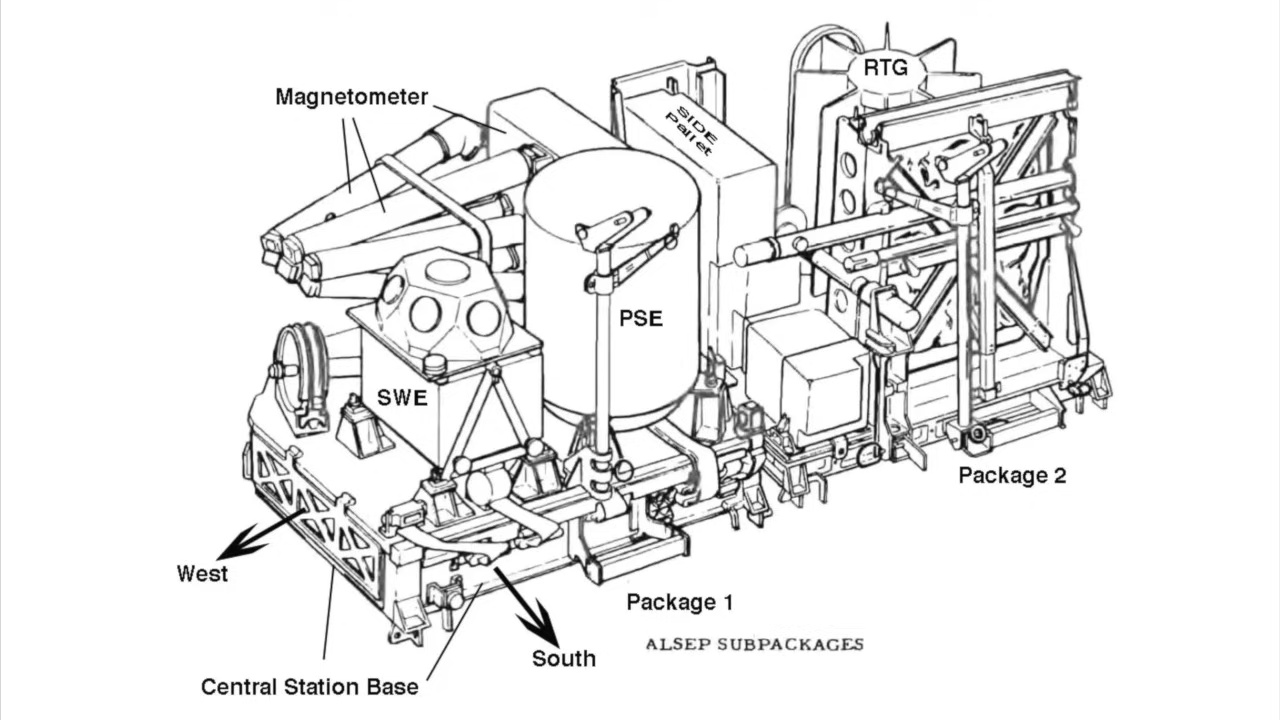 RTG
Magnetometer
SIDE
Pallet
PSE
SWE
Package 2
West
Package 1
ALSEP SUBPACKAGES
South
Central Station Base